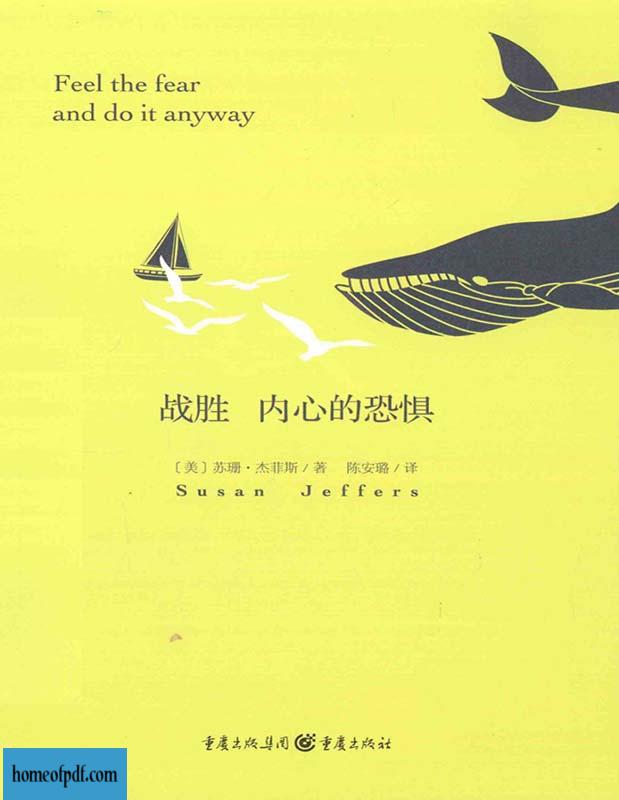 Feel the fear
and do it anyway
战胜 内心的恐惧
〔美〕苏珊·杰菲斯/著 陈安璐/译
Susan Jeffers
重庆出版集团 重庆出版社
homeofpdf.com